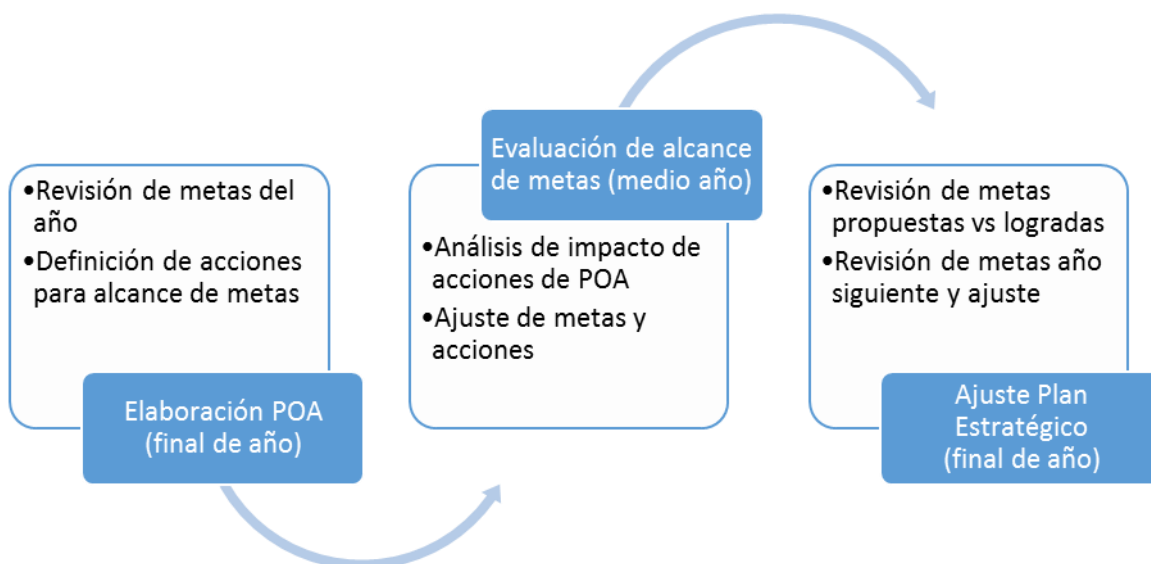 •Revisión de metas del
año
•Definición de acciones
para alcance de metas
Elaboración POA
(final de año)
Evaluación de alcance
de metas (medio año)
•Análisis de impacto de
acciones de POA
•Ajuste de metas y
acciones
•Revisión de metas
propuestas vs logradas
•Revisión de metas año
siguiente y ajuste
Ajuste Plan
Estratégico
(final de año)